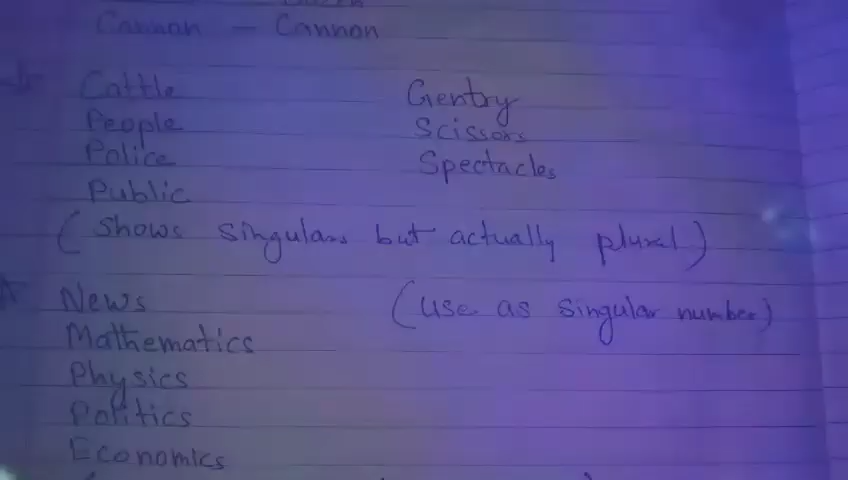 Cannon – Cannon
Cattle Gentry
People Scissors
Police Spectacles
Public
(shows singulars but actually plural)
News (use as singular number)
Mathematics
Physics
Politics
Economics